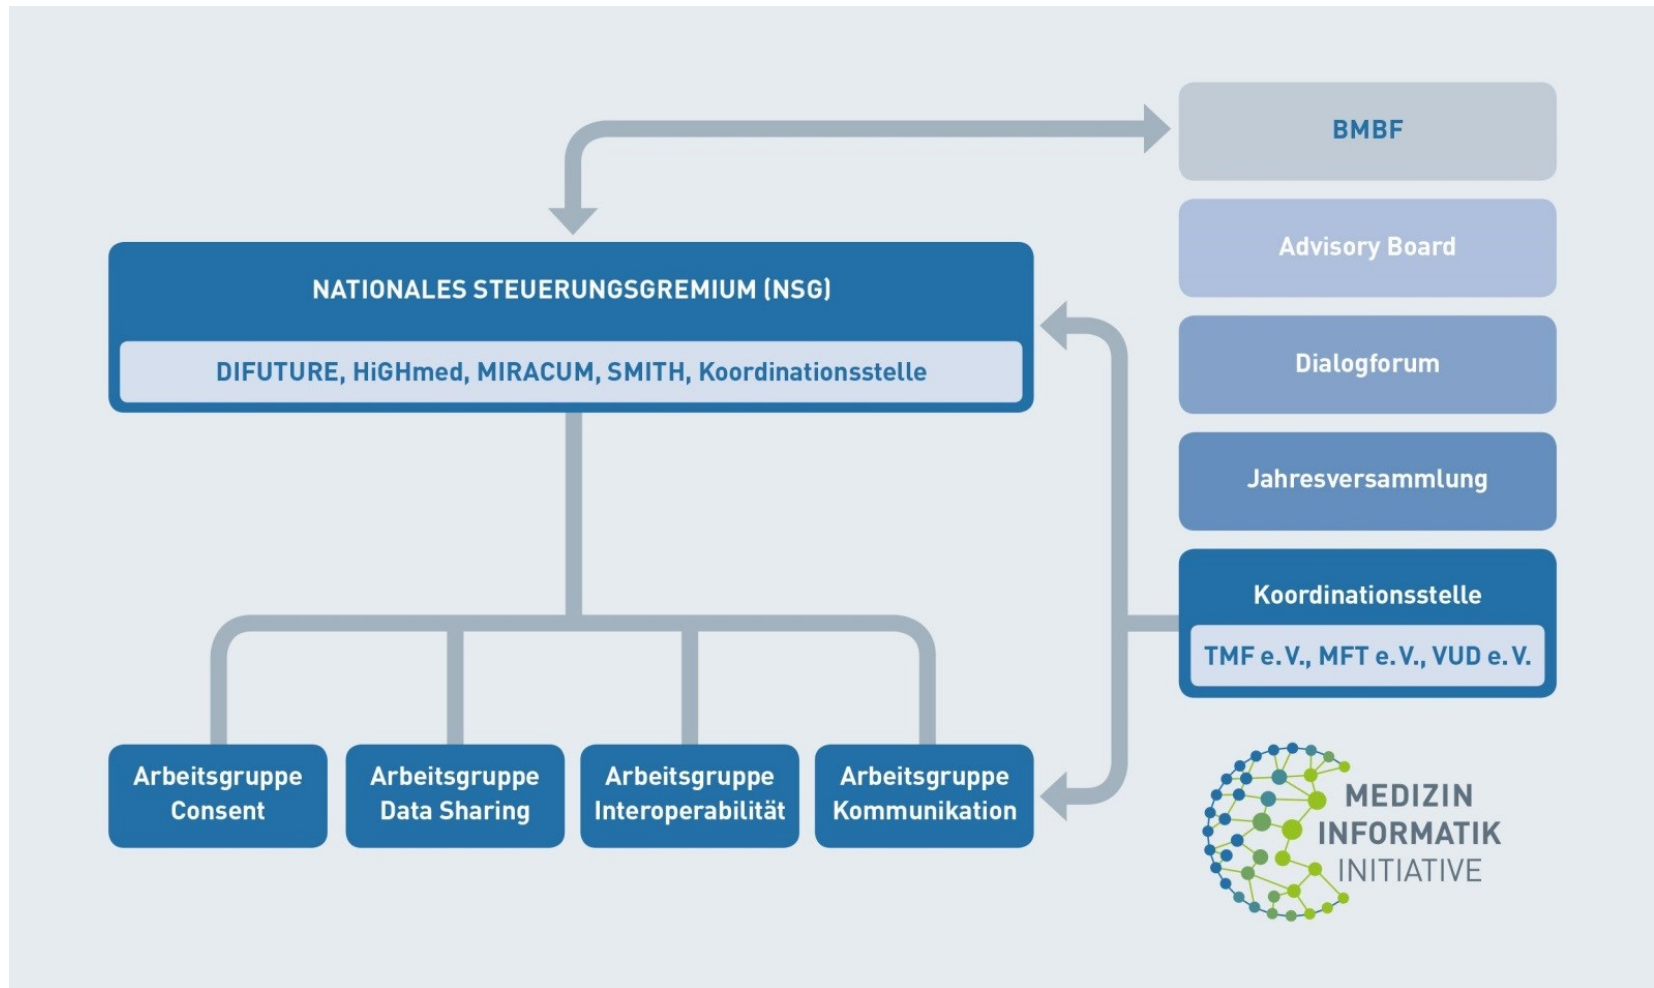 BMBF
Advisory Board
Dialogforum
Jahresversammlung
Koordinationsstelle
TMF e. V., MFT e. V., VUD e. V.
NATIONALES STEUERUNGSGREMIUM (NSG)
DIFUTURE, HiGHmed, MIRACUM, SMITH, Koordinationsstelle
Arbeitsgruppe
Consent
Arbeitsgruppe
Data Sharing
Arbeitsgruppe
Interoperabilität
Arbeitsgruppe
Kommunikation
MEDIZIN
INFORMATIK
INITIATIVE